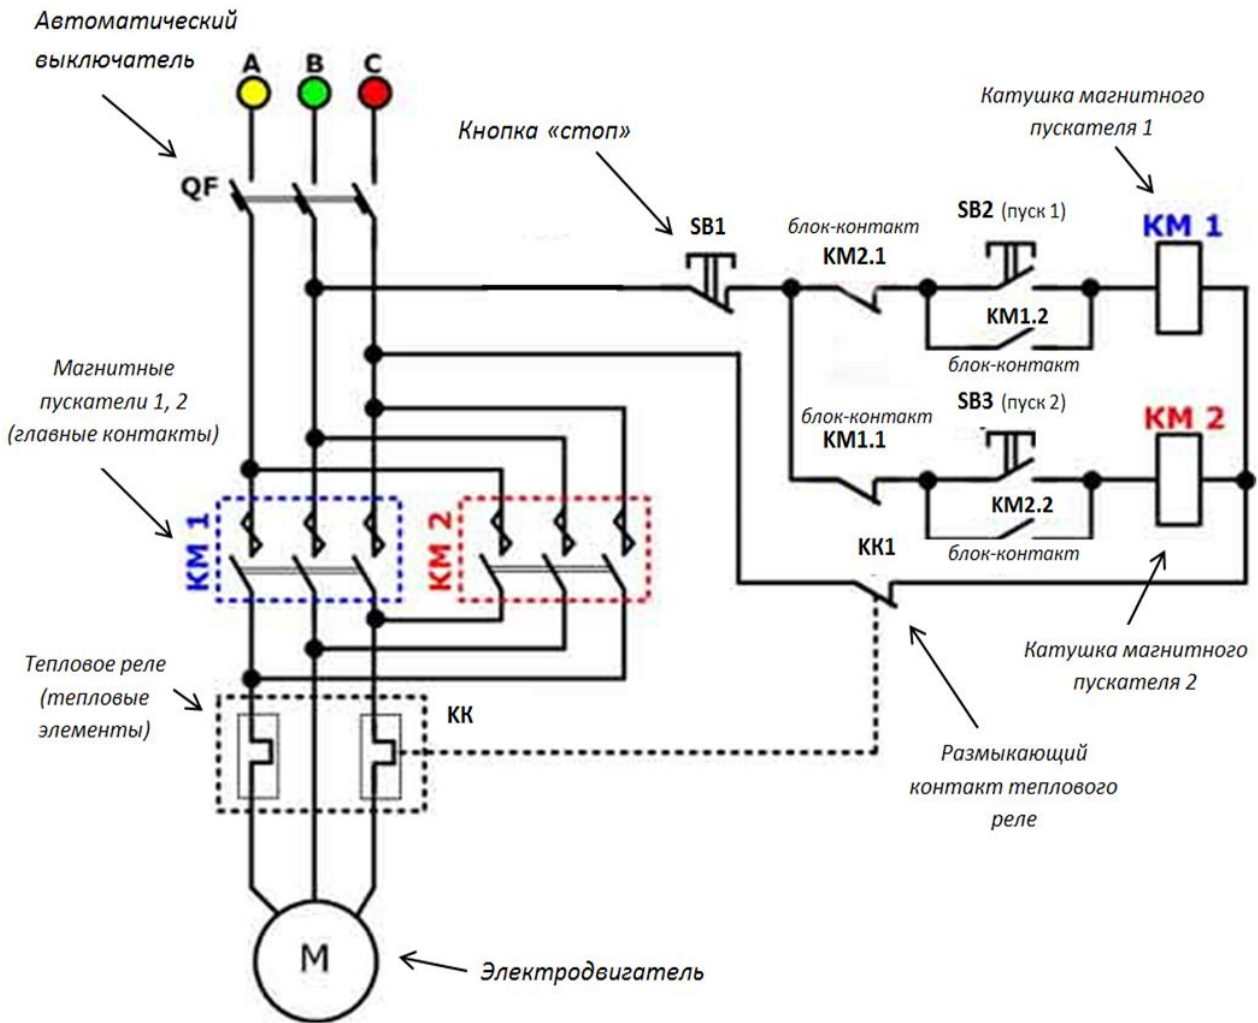 Автоматический
выключатель
A B C
QF
Кнопка «стоп»
SB1
блок-контакт
KM2.1
SB2 (пуск 1)
Катушка магнитного
пускателя 1
KM 1
KM1.2
блок-контакт
Магнитные
пускатели 1, 2
(главные контакты)
блок-контакт
KM1.1
SB3 (пуск 2)
KM 2
KM2.2
блок-контакт
KM 1
KM 2
KK1
Тепловое реле
(тепловые
элементы)
KK
Катушка магнитного
пускателя 2
Размыкающий
контакт теплового
реле
M
Электродвигатель